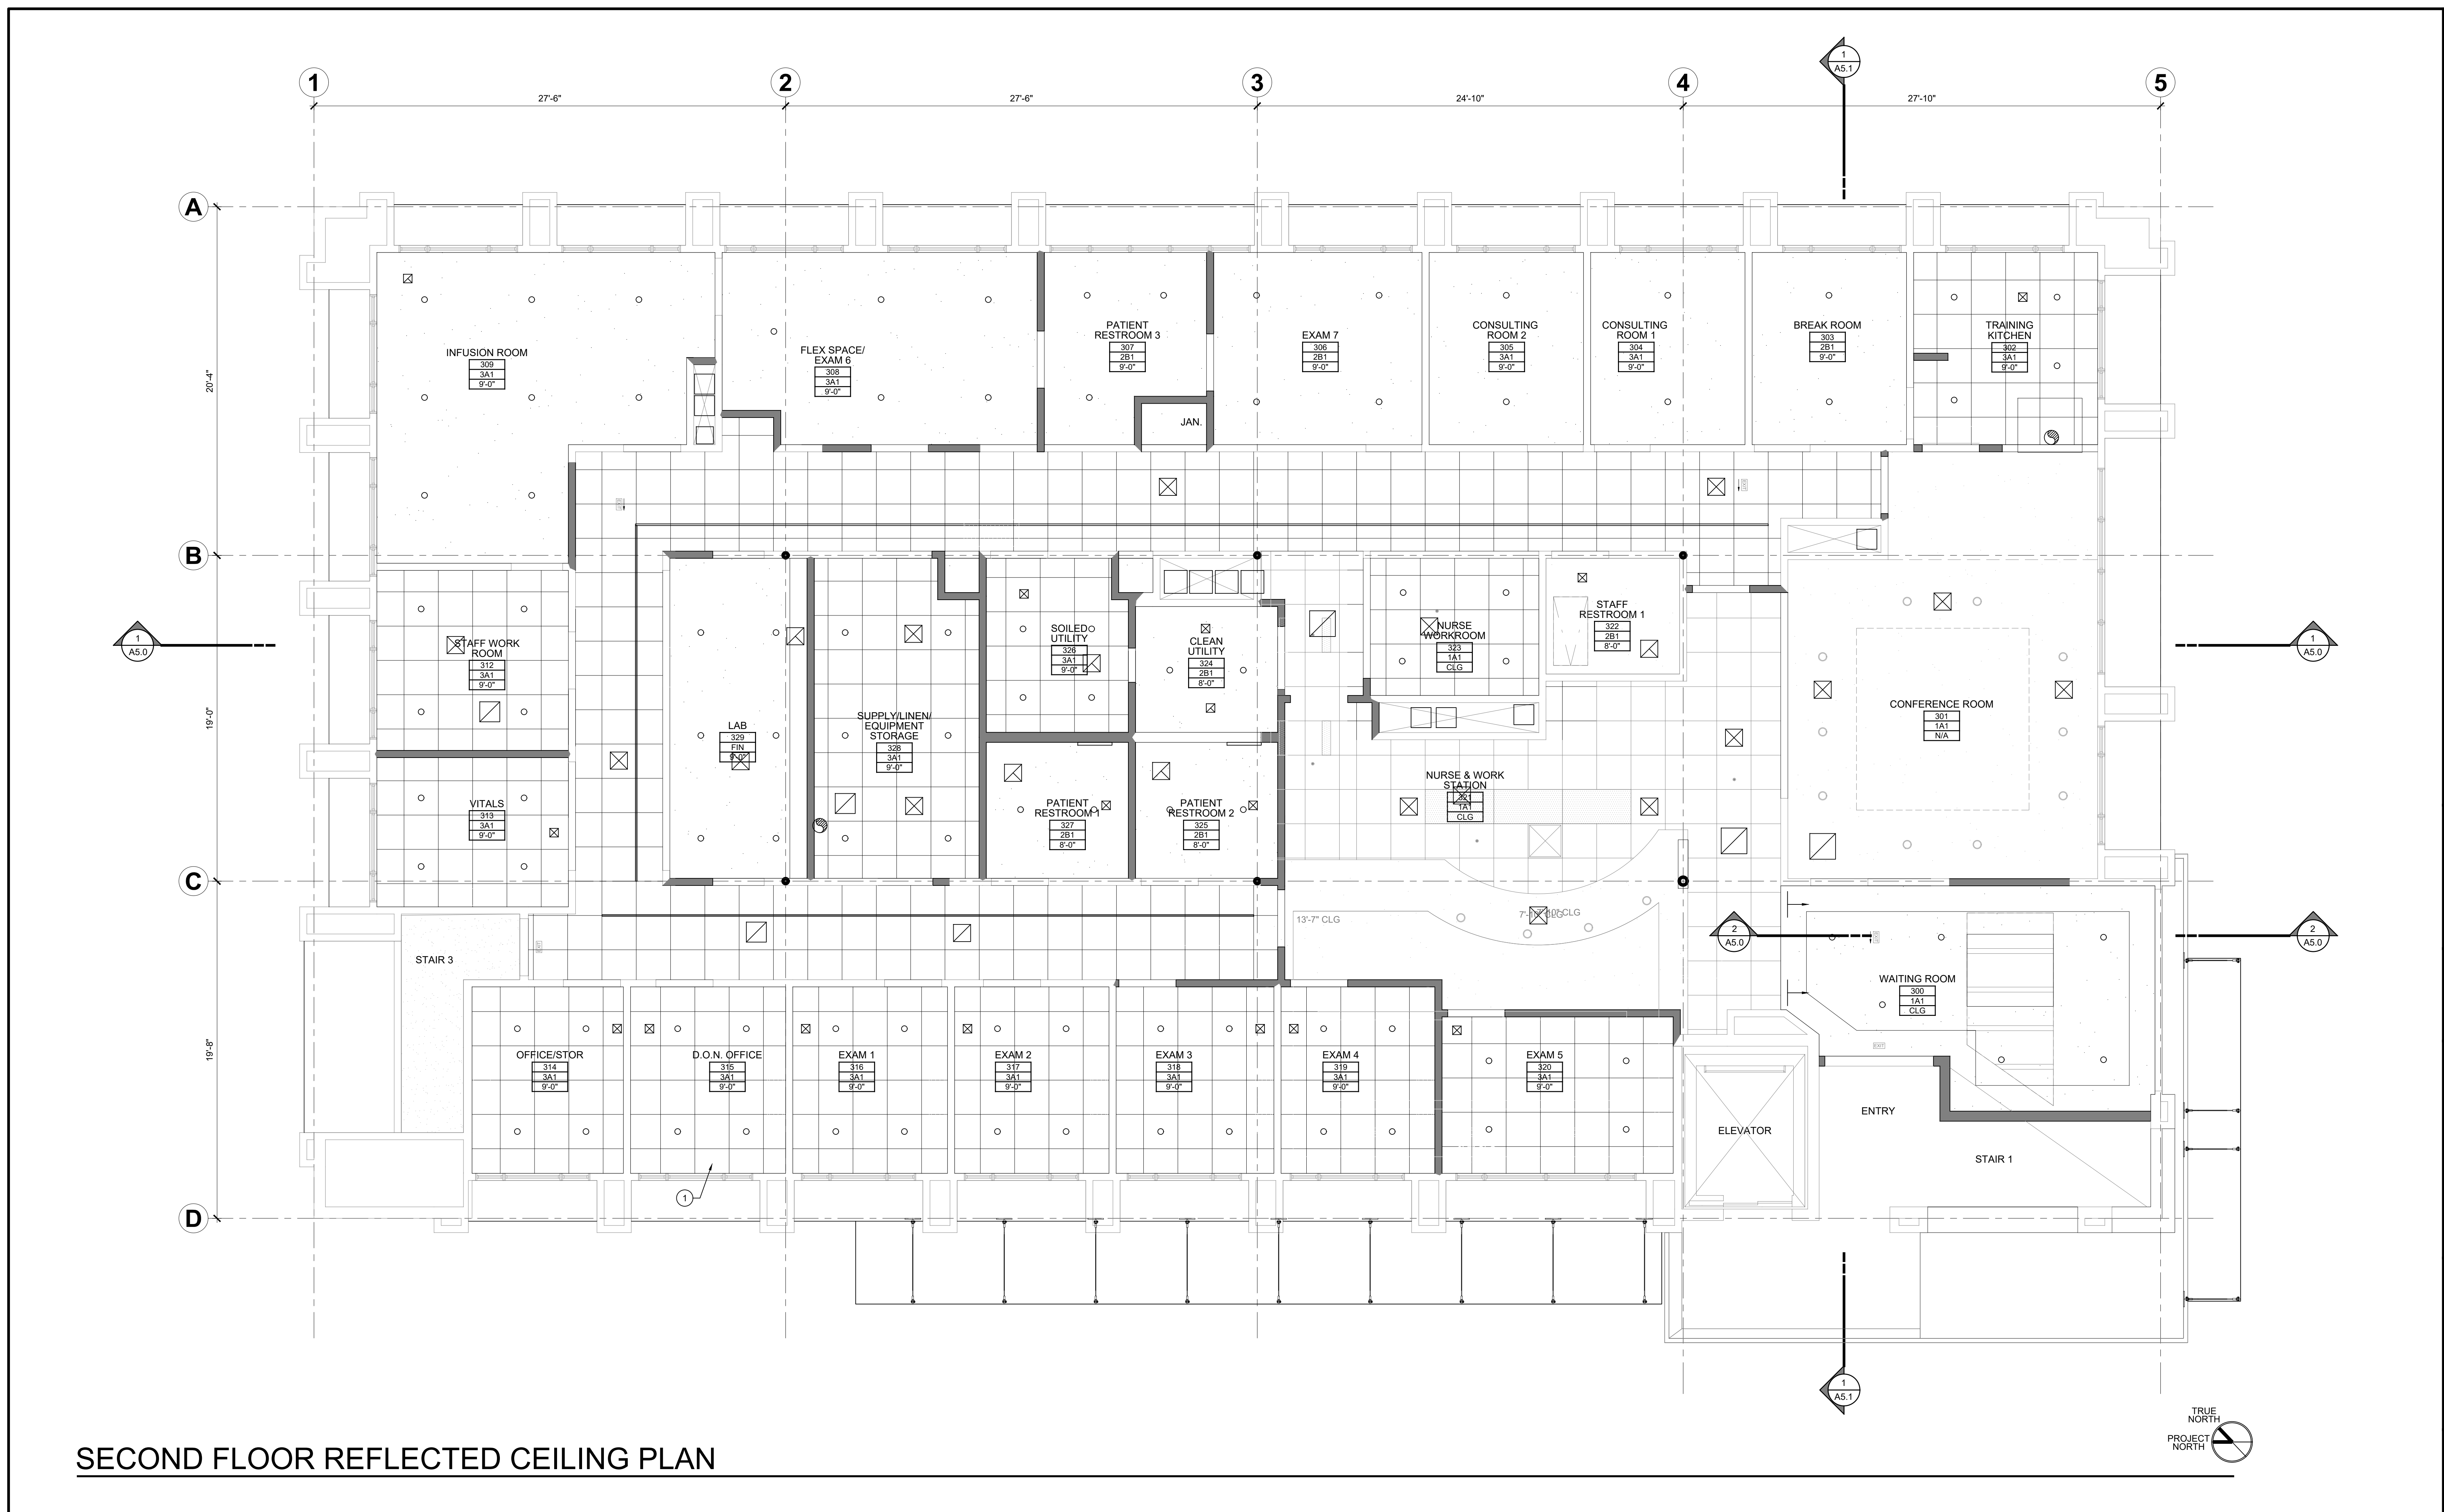 1
A5.1
1
2
3
4
5
27'-6"
27'-6"
24'-10"
27'-10"
A
20'-4"
B
19'-0"
C
19'-8"
D
INFUSION ROOM
309
3A1
9'-0"
FLEX SPACE/
EXAM 6
308
3A1
9'-0"
PATIENT
RESTROOM 3
307
2B1
9'-0"
JAN.
EXAM 7
306
2B1
9'-0"
CONSULTING
ROOM 2
305
3A1
9'-0"
CONSULTING
ROOM 1
304
3A1
9'-0"
BREAK ROOM
303
2B1
9'-0"
TRAINING
KITCHEN
302
3A1
9'-0"
1
A5.0
STAFF WORK
ROOM
312
3A1
9'-0"
VITALS
313
3A1
9'-0"
LAB
329
FIN
9'-0"
SUPPLY/LINEN/
EQUIPMENT
STORAGE
328
3A1
9'-0"
SOILED
UTILITY
326
3A1
9'-0"
CLEAN
UTILITY
324
2B1
8'-0"
PATIENT
RESTROOM 1
327
2B1
8'-0"
PATIENT
RESTROOM 2
325
2B1
8'-0"
NURSE
WORKROOM
323
1A1
CLG
STAFF
RESTROOM 1
322
2B1
8'-0"
NURSE & WORK
STATION
321
1A1
CLG
CONFERENCE ROOM
301
1A1
N/A
1
A5.0
13'-7" CLG
7'-10" CLG
2
A5.0
2
A5.0
STAIR 3
EXIT
WAITING ROOM
300
1A1
CLG
EXIT
OFFICE/STOR
314
3A1
9'-0"
D.O.N. OFFICE
315
3A1
9'-0"
EXAM 1
316
3A1
9'-0"
EXAM 2
317
3A1
9'-0"
EXAM 3
318
3A1
9'-0"
EXAM 4
319
3A1
9'-0"
EXAM 5
320
3A1
9'-0"
ELEVATOR
ENTRY
STAIR 1
1
1
A5.1
TRUE
NORTH
PROJECT
NORTH
SECOND FLOOR REFLECTED CEILING PLAN